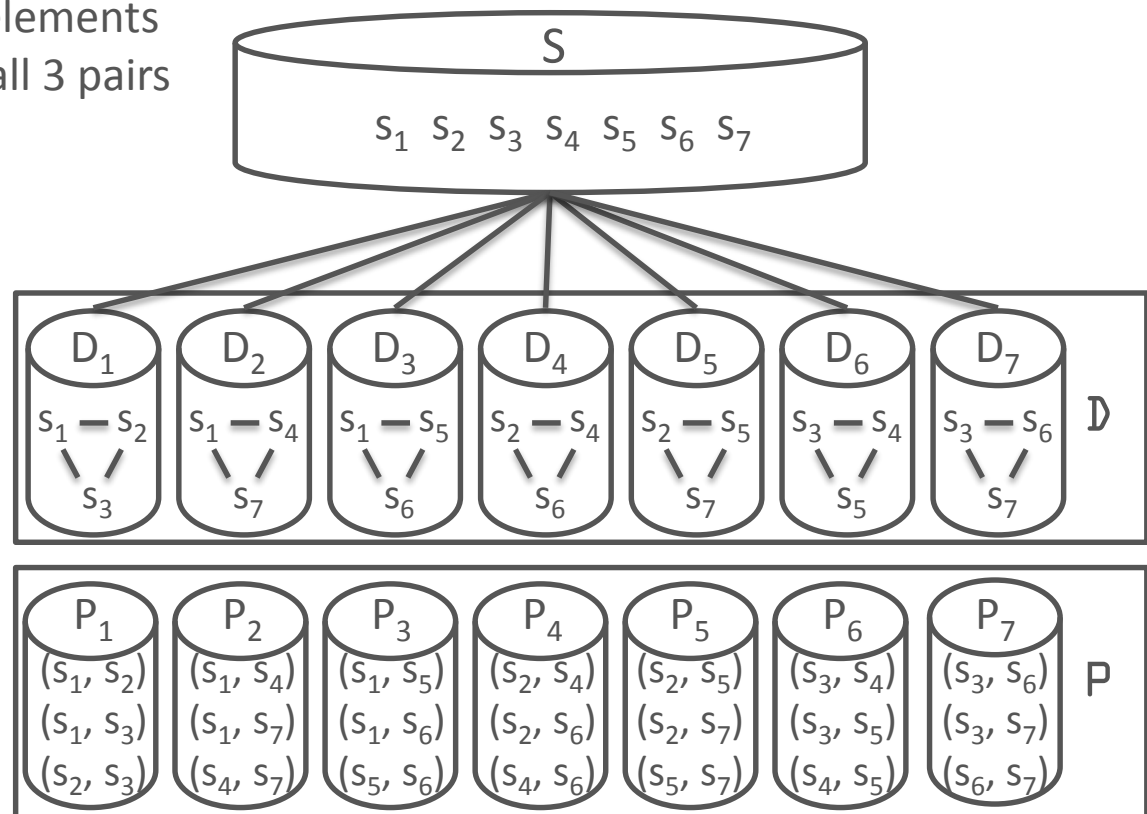 elements
all 3 pairs
S
s₁ s₂ s₃ s₄ s₅ s₆ s₇
D₁ D₂ D₃ D₄ D₅ D₆ D₇
s₁ s₂ s₁ s₄ s₁ s₅ s₂ s₄ s₂ s₅ s₃ s₄ s₃ s₆ D
s₃ s₇ s₆ s₆ s₇ s₅ s₇
P₁ P₂ P₃ P₄ P₅ P₆ P₇
(s₁, s₂) (s₁, s₄) (s₁, s₅) (s₂, s₄) (s₂, s₅) (s₃, s₄) (s₃, s₆) P
(s₁, s₃) (s₁, s₇) (s₁, s₆) (s₂, s₆) (s₂, s₇) (s₃, s₅) (s₃, s₇)
(s₂, s₃) (s₄, s₇) (s₅, s₆) (s₄, s₆) (s₅, s₇) (s₄, s₅) (s₆, s₇)